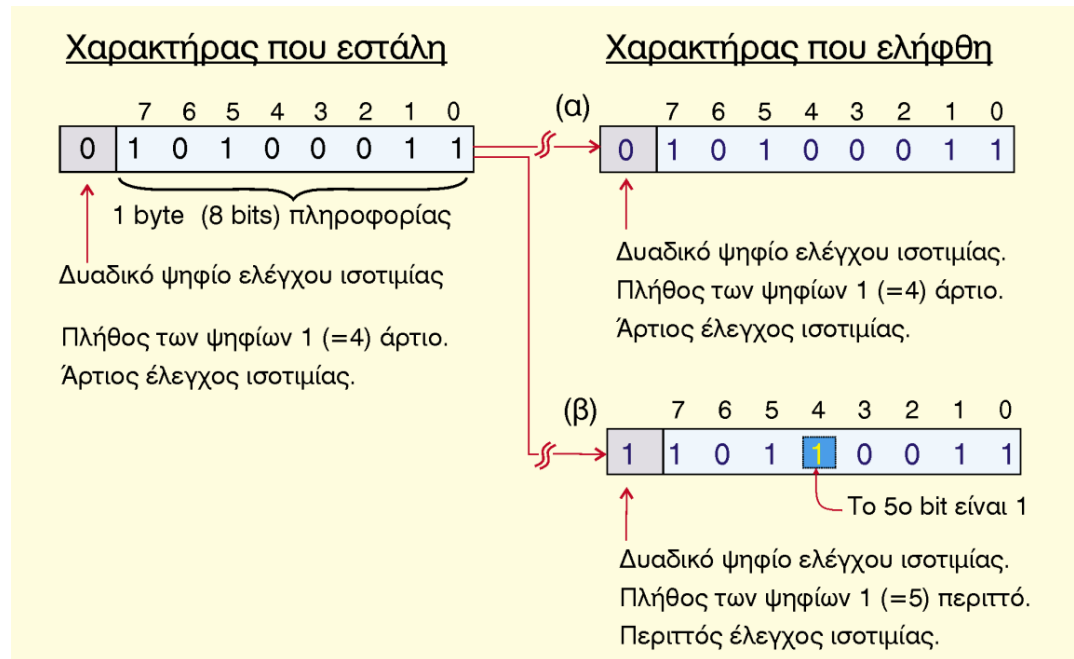 Χαρακτήρας που εστάλη
7 6 5 4 3 2 1 0
0 1 0 1 0 0 0 1 1
1 byte (8 bits) πληροφορίας
Δυαδικό ψηφίο ελέγχου ισοτιμίας
Πλήθος των ψηφίων 1 (=4) άρτιο.
Άρτιος έλεγχος ισοτιμίας.
Χαρακτήρας που ελήφθη
(α)
7 6 5 4 3 2 1 0
0 1 0 1 0 0 0 1 1
Δυαδικό ψηφίο ελέγχου ισοτιμίας.
Πλήθος των ψηφίων 1 (=4) άρτιο.
Άρτιος έλεγχος ισοτιμίας.
(β)
7 6 5 4 3 2 1 0
1 1 0 1 1 0 0 1 1
Το 5ο bit είναι 1
Δυαδικό ψηφίο ελέγχου ισοτιμίας.
Πλήθος των ψηφίων 1 (=5) περιττό.
Περιττός έλεγχος ισοτιμίας.